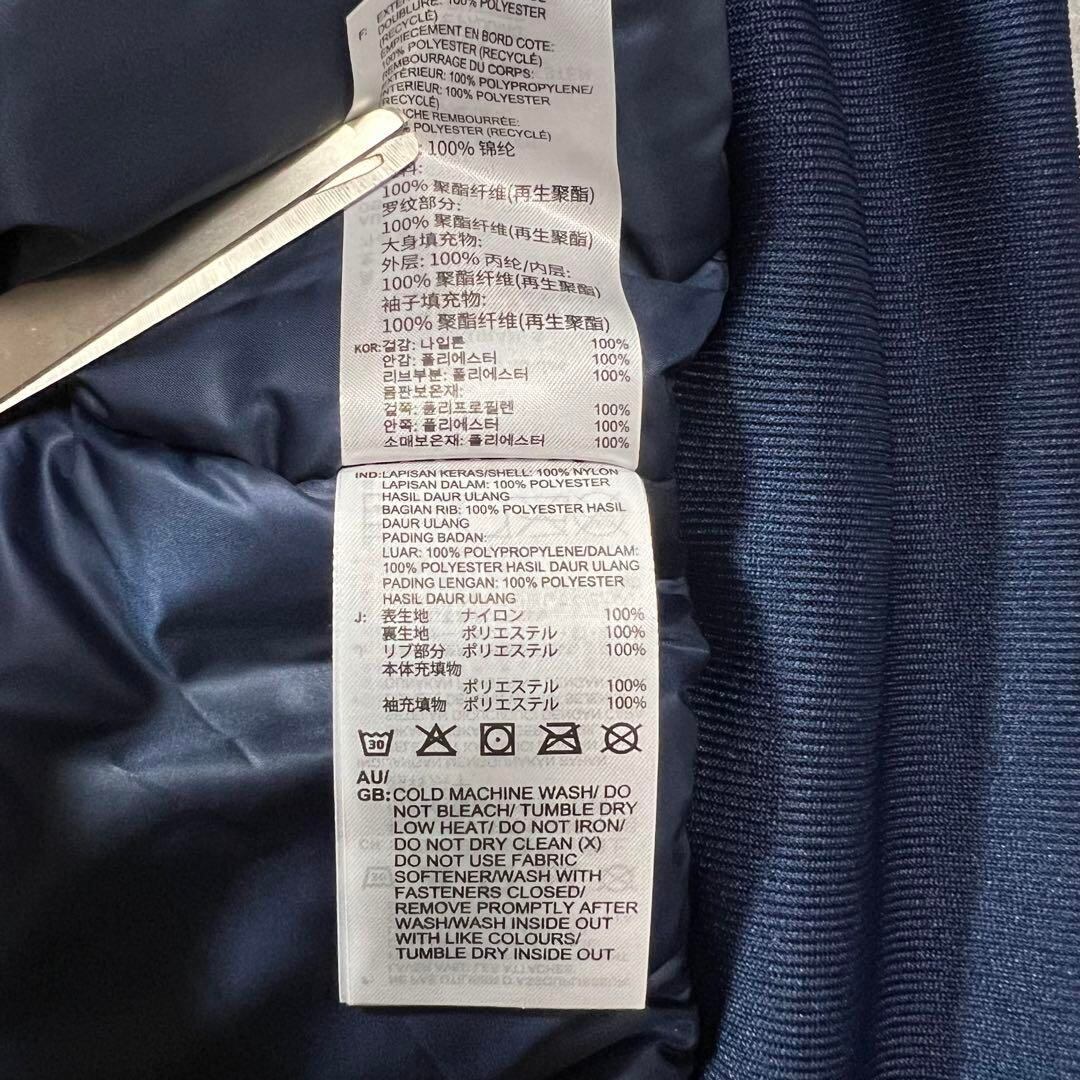 F: DOUBLURE: 100% POLYESTER
(RECYCLÉ)
EMPIECEMENT EN BORD COTE:
100% POLYESTER (RECYCLÉ)
REMBOURRAGE DU CORPS:
EXTÉRIEUR: 100% POLYPROPYLENE/
INTERIEUR: 100% POLYESTER
RECYCLÉ)
REMBOURRÉE:
POLYESTER (RECYCLÉ)
100% 锦纶
料:
100% 聚酯纤维(再生聚酯)
罗纹部分:
100% 聚酯纤维(再生聚酯)
大身填充物:
外层: 100% 丙纶/内层:
100% 聚酯纤维(再生聚酯)
袖子填充物:
100% 聚酯纤维(再生聚酯)
KOR: 겉감: 나일론 100%
안감: 폴리에스터 100%
리브부분: 폴리에스터 100%
몸판보온재:
겉쪽: 폴리프로필렌 100%
안쪽: 폴리에스터 100%
소매보온재: 폴리에스터 100%
IND: LAPISAN KERAS/SHELL: 100% NYLON
LAPISAN DALAM: 100% POLYESTER
HASIL DAUR ULANG
BAGIAN RIB: 100% POLYESTER HASIL
DAUR ULANG
PADING BADAN:
LUAR: 100% POLYPROPYLENE/DALAM:
100% POLYESTER HASIL DAUR ULANG
PADING LENGAN: 100% POLYESTER
HASIL DAUR ULANG
J: 表生地 ナイロン 100%
裏生地 ポリエステル 100%
リブ部分 ポリエステル 100%
本体充填物
ポリエステル 100%
袖充填物 ポリエステル 100%
30
AU/
GB: COLD MACHINE WASH/ DO
NOT BLEACH/ TUMBLE DRY
LOW HEAT/ DO NOT IRON/
DO NOT DRY CLEAN (X)
DO NOT USE FABRIC
SOFTENER/WASH WITH
FASTENERS CLOSED/
REMOVE PROMPTLY AFTER
WASH/WASH INSIDE OUT
WITH LIKE COLOURS/
TUMBLE DRY INSIDE OUT